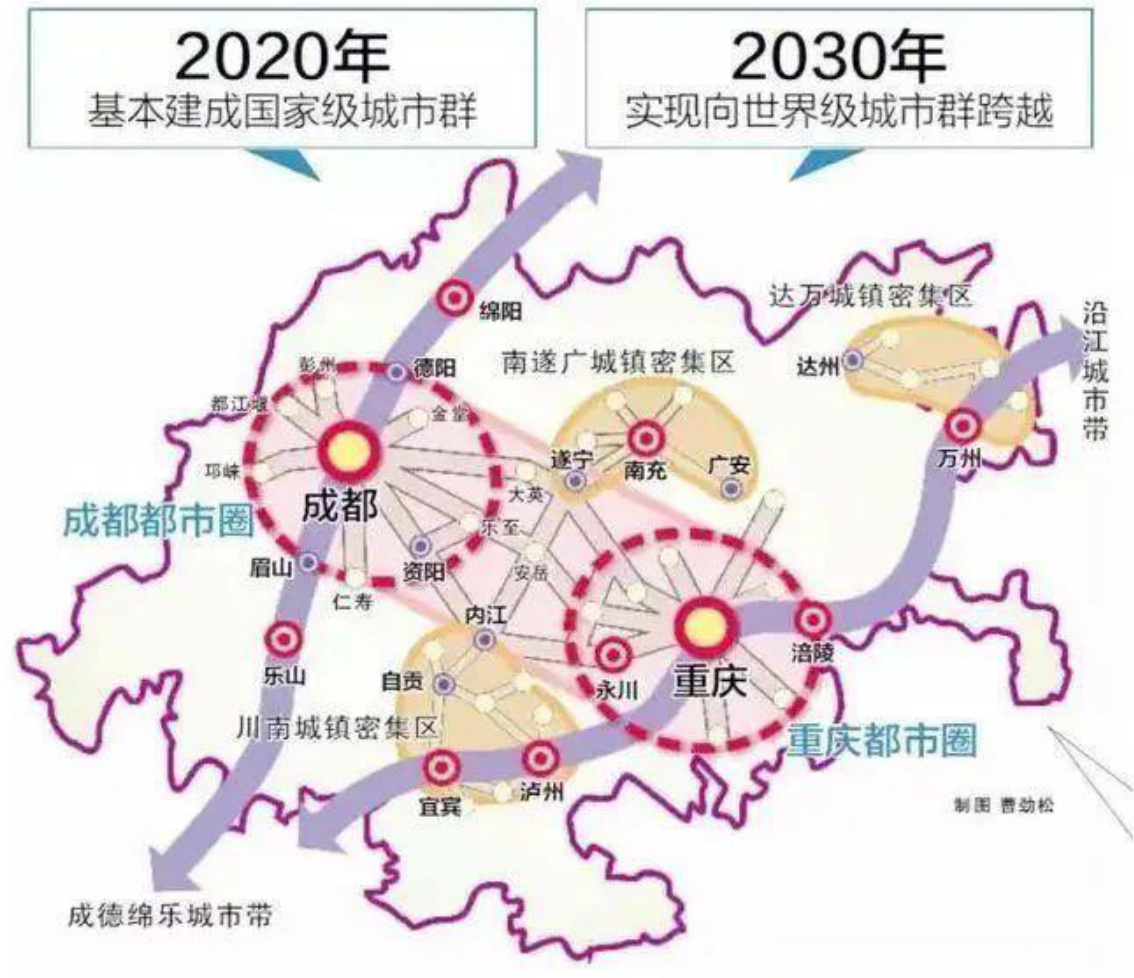 2020年
基本建成国家级城市群
2030年
实现向世界级城市群跨越
绵阳
达万城镇密集区
沿江城市带
彭州
德阳
南遂广城镇密集区
达州
都江堰
金堂
万州
邛崃
遂宁
南充
广安
大英
成都
成都都市圈
乐至
眉山
资阳
安岳
仁寿
内江
涪陵
乐山
自贡
永川
重庆
川南城镇密集区
重庆都市圈
宜宾
泸州
制图 曹劲松
成德绵乐城市带